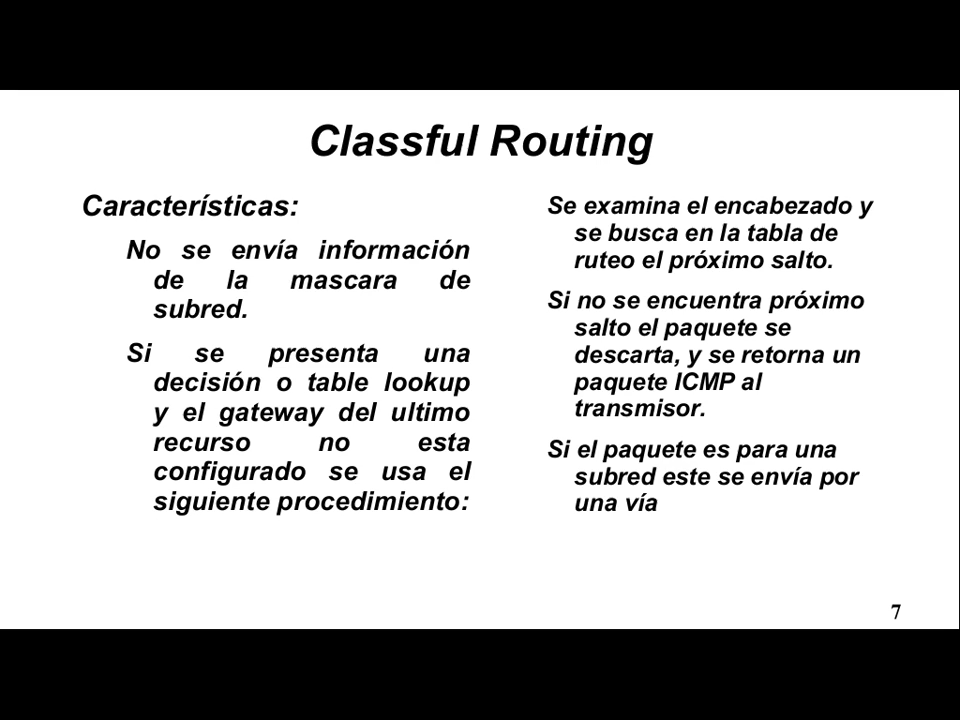 Classful Routing
Características:
No se envía información
de la mascara de
subred.
Si se presenta una
decisión o table lookup
y el gateway del ultimo
recurso no esta
configurado se usa el
siguiente procedimiento:
Se examina el encabezado y
se busca en la tabla de
ruteo el próximo salto.
Si no se encuentra próximo
salto el paquete se
descarta, y se retorna un
paquete ICMP al
transmisor.
Si el paquete es para una
subred este se envía por
una vía
7